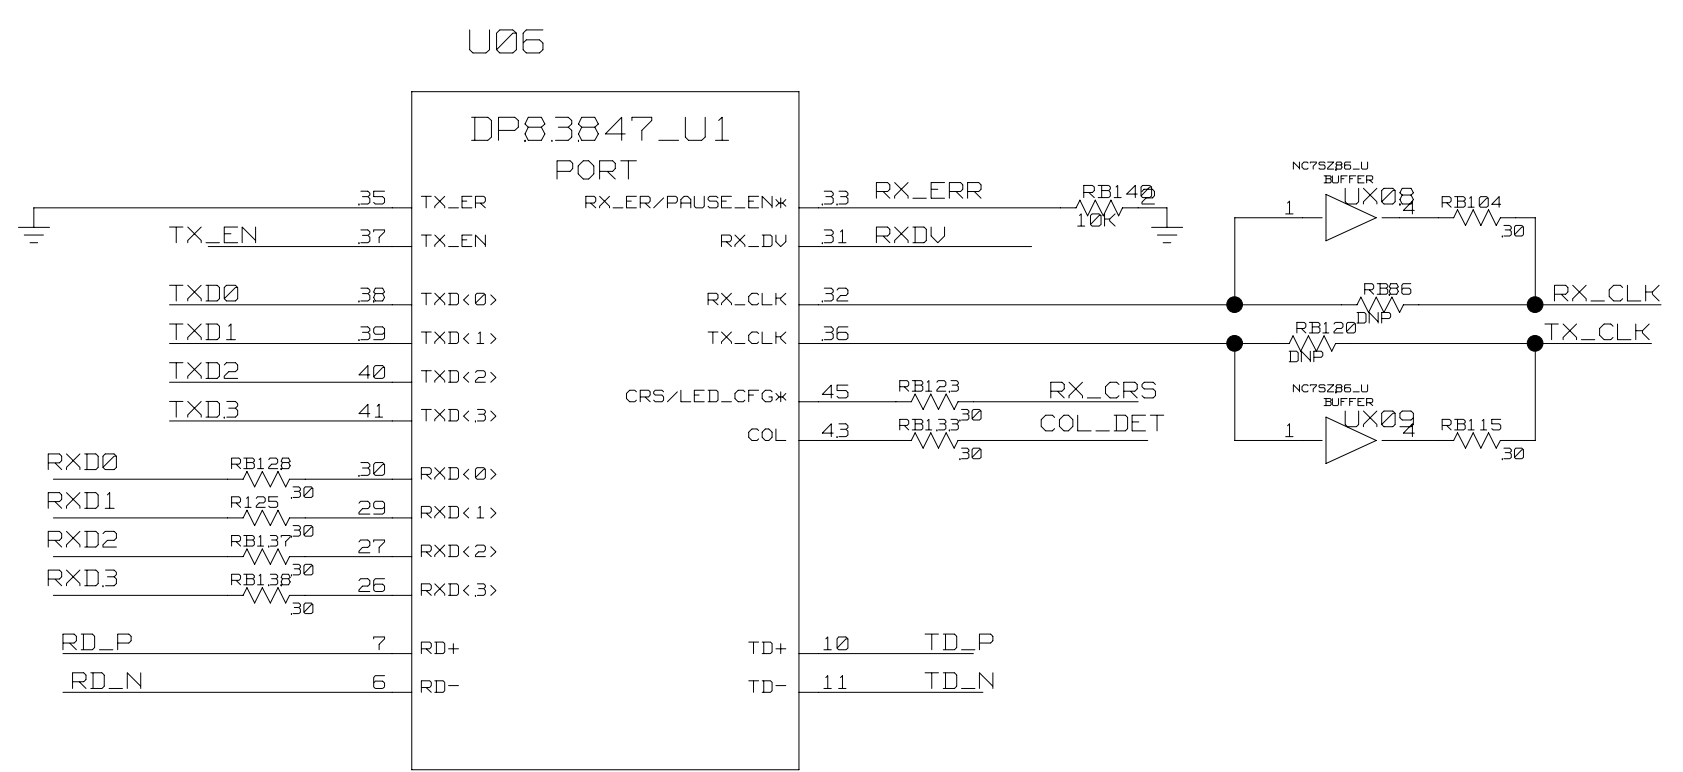 U06
DP83847_U1
PORT
35 TX_ER
TX_EN 37 TX_EN
TXD0 38 TXD<0>
TXD1 39 TXD<1>
TXD2 40 TXD<2>
TXD3 41 TXD<3>
RXD0 RB128 30 30 RXD<0>
RXD1 R125 30 29 RXD<1>
RXD2 RB137 30 27 RXD<2>
RXD3 RB138 30 26 RXD<3>
RD_P 7 RD+
RD_N 6 RD-
RX_ER/PAUSE_EN* 33 RX_ERR RB140 2 10K
RX_DV 31 RXDV
RX_CLK 32 RB86 DNP RX_CLK
TX_CLK 36 RB120 DNP TX_CLK
CRS/LED_CFG* 45 RB123 30 RX_CRS
COL 43 RB133 30 COL_DET
TD+ 10 TD_P
TD- 11 TD_N
NC7SZ86_U
BUFFER
UX08
1 4 RB104 30
NC7SZ86_U
BUFFER
UX09
1 4 RB115 30